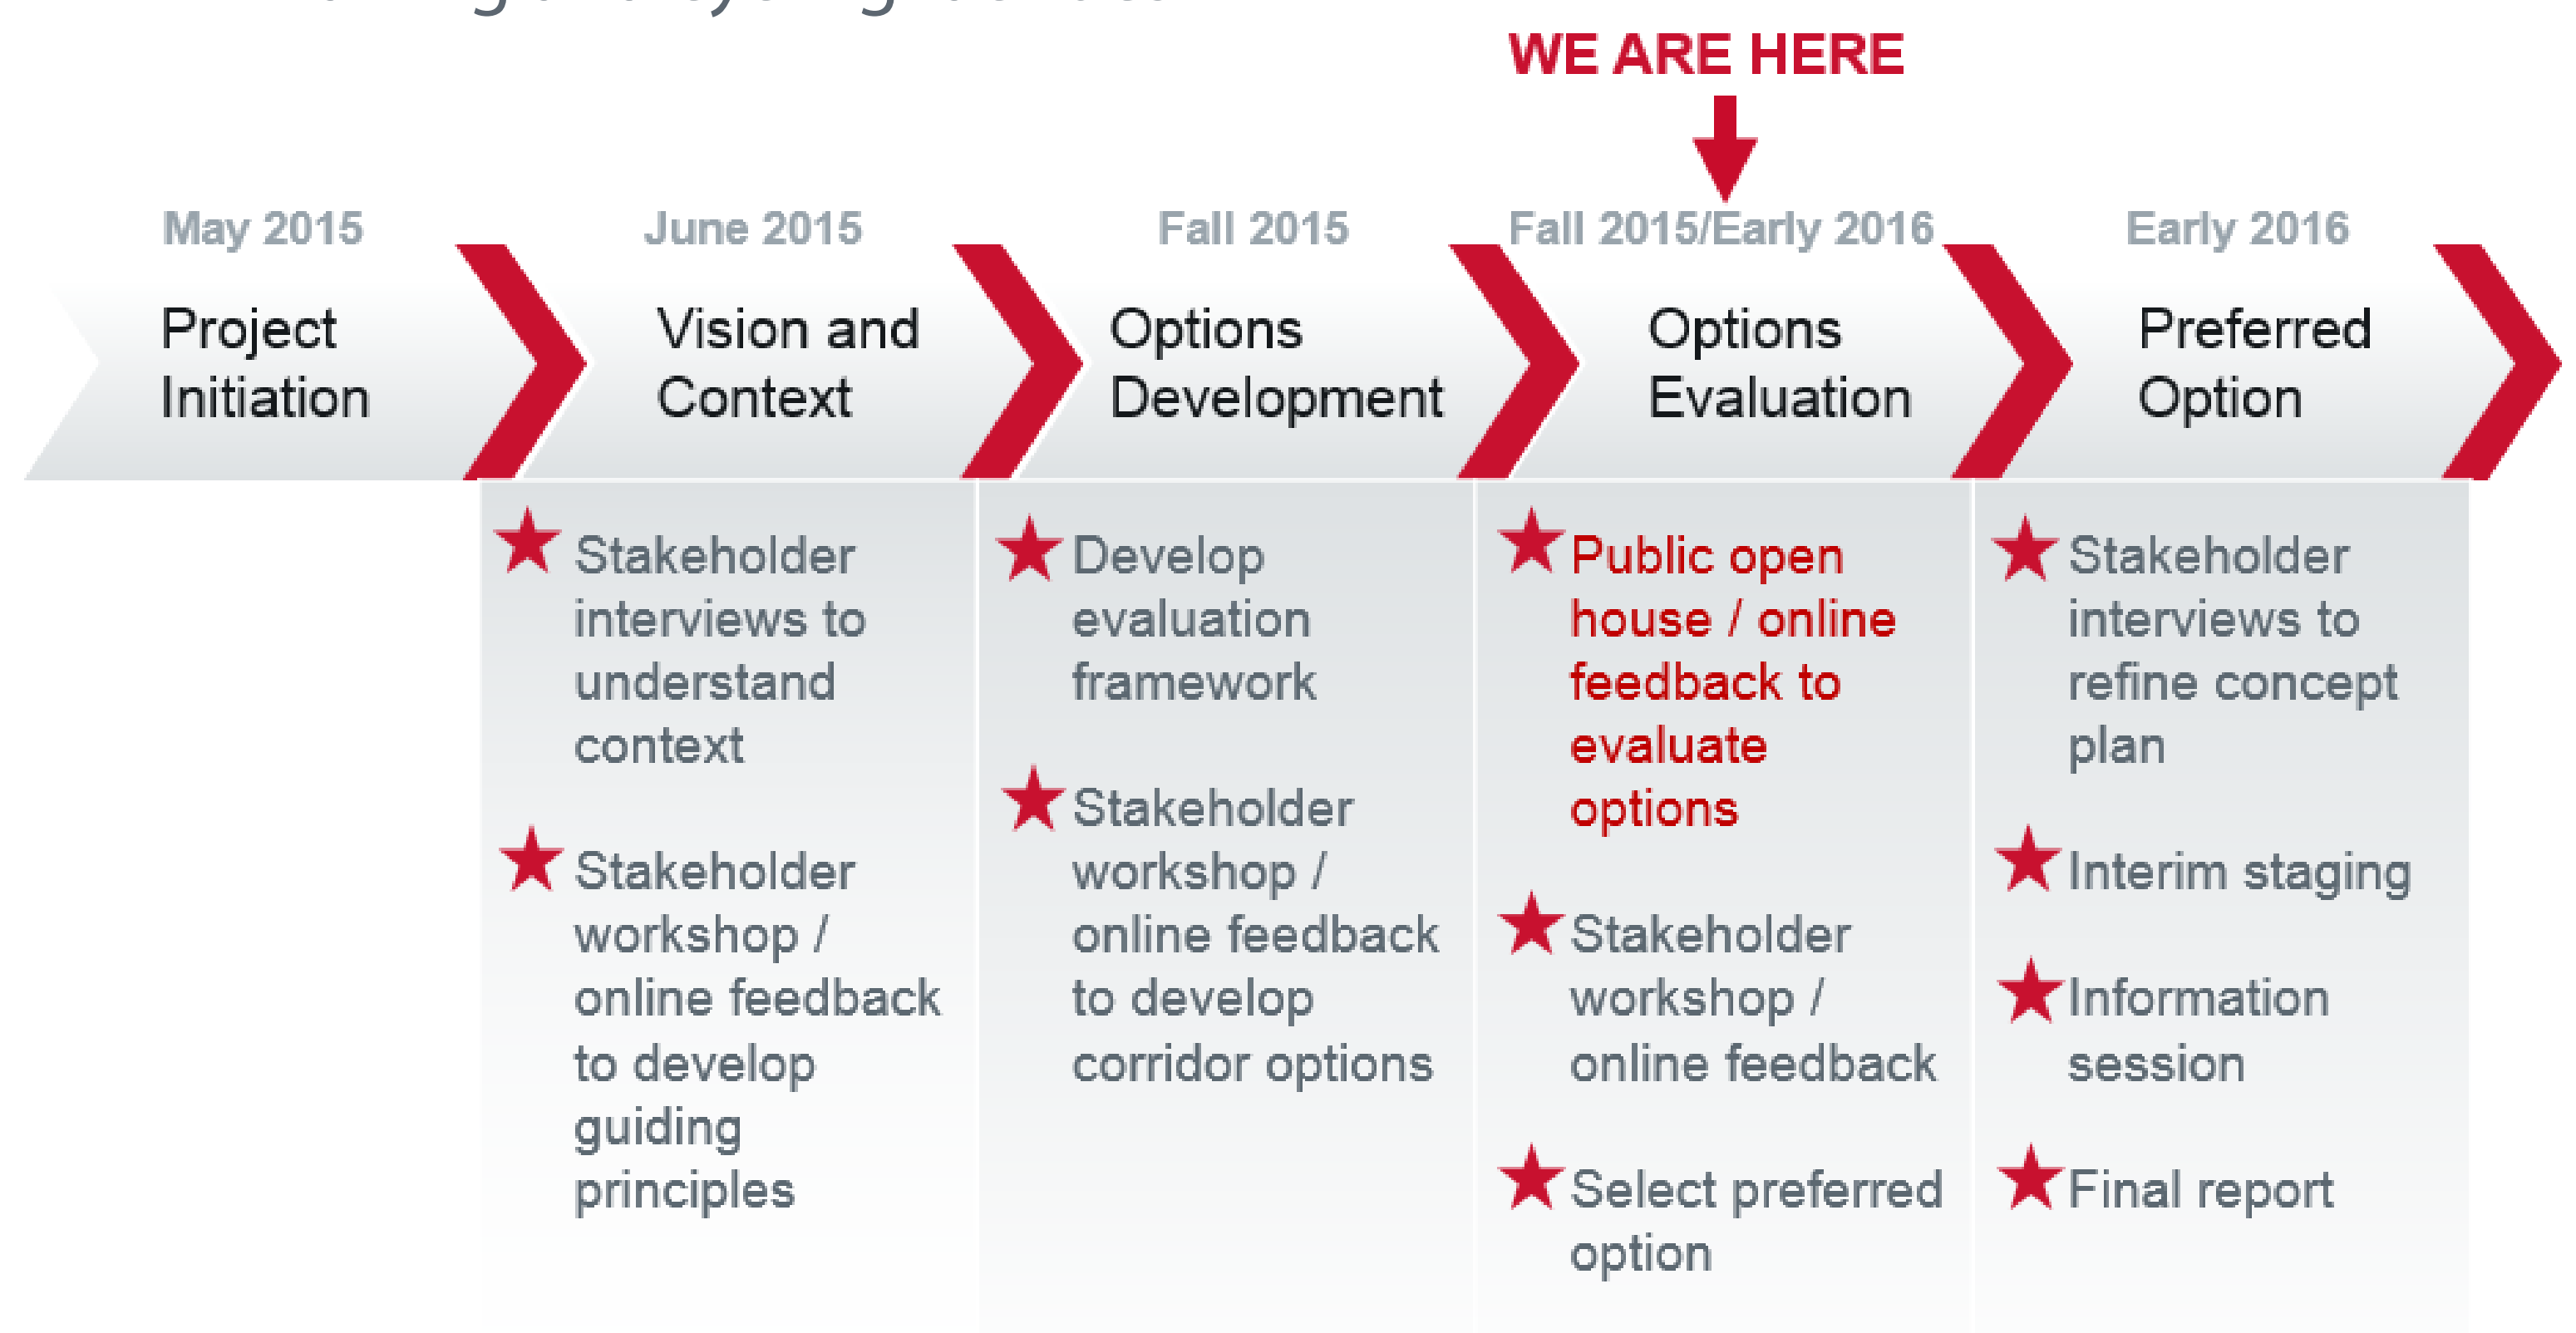 WE ARE HERE
May 2015
June 2015
Fall 2015
Fall 2015/Early 2016
Early 2016
Project
Initiation
Vision and
Context
Options
Development
Options
Evaluation
Preferred
Option
Stakeholder
interviews to
understand
context
Stakeholder
workshop /
online feedback
to develop
guiding
principles
Develop
evaluation
framework
Stakeholder
workshop /
online feedback
to develop
corridor options
Public open
house / online
feedback to
evaluate
options
Stakeholder
workshop /
online feedback
Select preferred
option
Stakeholder
interviews to
refine concept
plan
Interim staging
Information
session
Final report